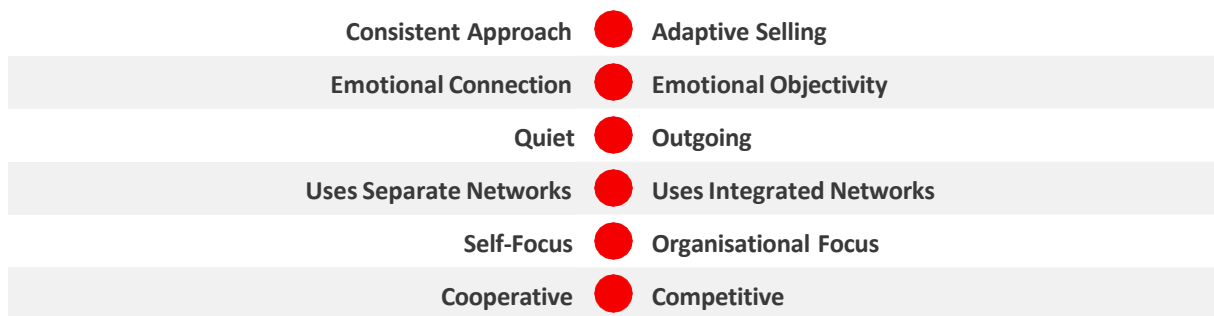 Consistent Approach Adaptive Selling
Emotional Connection Emotional Objectivity
Quiet Outgoing
Uses Separate Networks Uses Integrated Networks
Self-Focus Organisational Focus
Cooperative Competitive